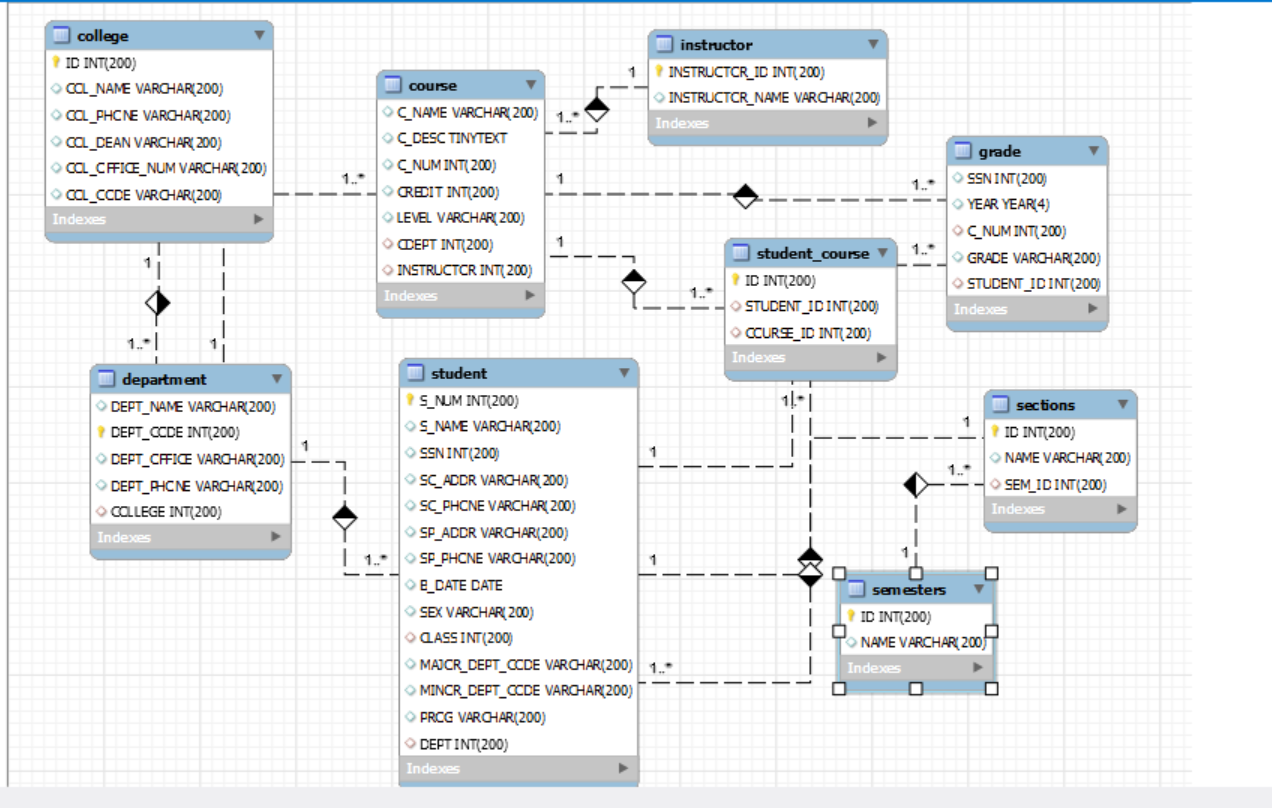 college
ID INT(200)
COL_NAME VARCHAR(200)
COL_PHONE VARCHAR(200)
COL_DEAN VARCHAR(200)
COL_OFFICE_NUM VARCHAR(200)
COL_CODE VARCHAR(200)
Indexes
course
C_NAME VARCHAR(200)
C_DESC TINYTEXT
C_NUM INT(200)
CREDIT INT(200)
LEVEL VARCHAR(200)
CDEPT INT(200)
INSTRUCTOR INT(200)
Indexes
instructor
INSTRUCTOR_ID INT(200)
INSTRUCTOR_NAME VARCHAR(200)
Indexes
grade
SSN INT(200)
YEAR YEAR(4)
C_NUM INT(200)
GRADE VARCHAR(200)
STUDENT_ID INT(200)
Indexes
student_course
ID INT(200)
STUDENT_ID INT(200)
COURSE_ID INT(200)
Indexes
department
DEPT_NAME VARCHAR(200)
DEPT_CODE INT(200)
DEPT_OFFICE VARCHAR(200)
DEPT_PHONE VARCHAR(200)
COLLEGE INT(200)
Indexes
student
S_NUM INT(200)
S_NAME VARCHAR(200)
SSN INT(200)
SC_ADDR VARCHAR(200)
SC_PHONE VARCHAR(200)
SP_ADDR VARCHAR(200)
SP_PHONE VARCHAR(200)
B_DATE DATE
SEX VARCHAR(200)
CLASS INT(200)
MAJOR_DEPT_CODE VARCHAR(200)
MINOR_DEPT_CODE VARCHAR(200)
PROG VARCHAR(200)
DEPT INT(200)
Indexes
sections
ID INT(200)
NAME VARCHAR(200)
SEM_ID INT(200)
Indexes
semesters
ID INT(200)
NAME VARCHAR(200)
Indexes
1
1..*
1..*
1
1..*
1
1..*
1
1..*
1..*
1
1
1..*
1..*
1
1
1..*
1
1..*
1